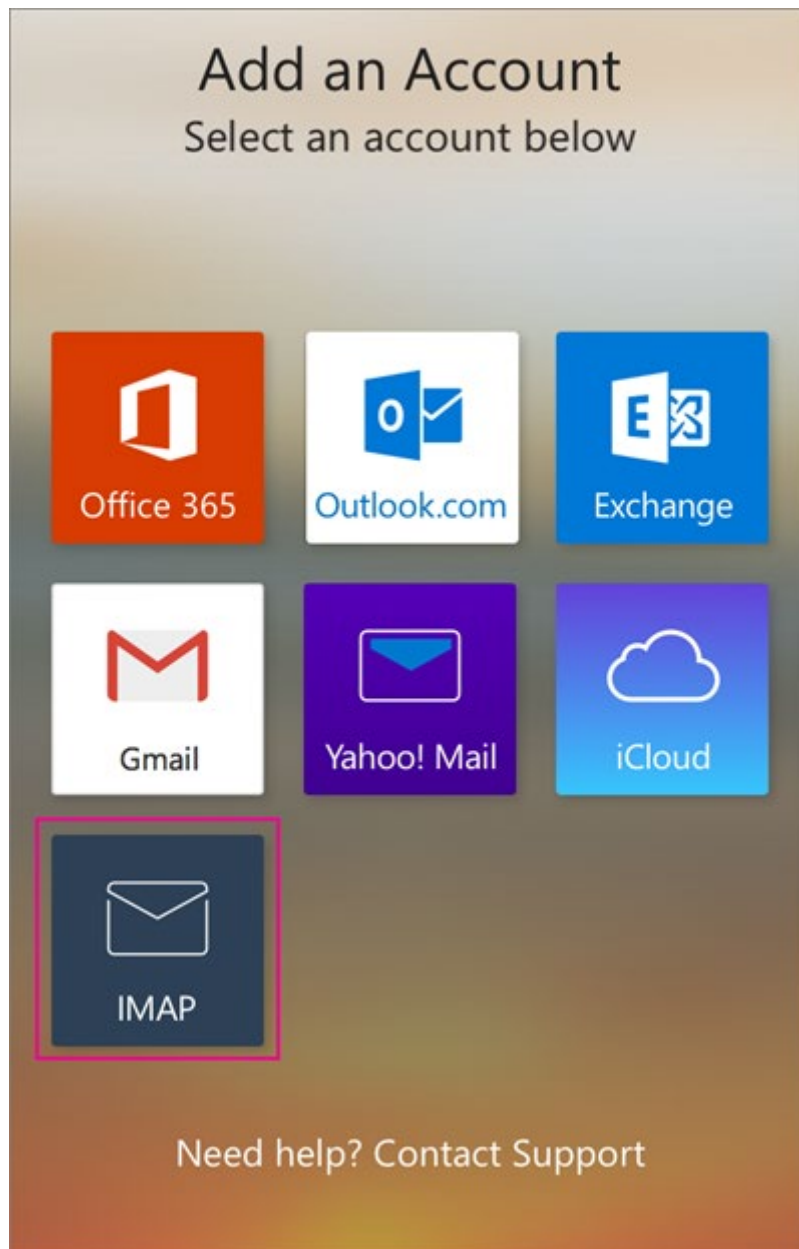 Add an Account
Select an account below
Office 365
O
Outlook.com
E
Exchange
Gmail
Yahoo! Mail
iCloud
IMAP
Need help? Contact Support